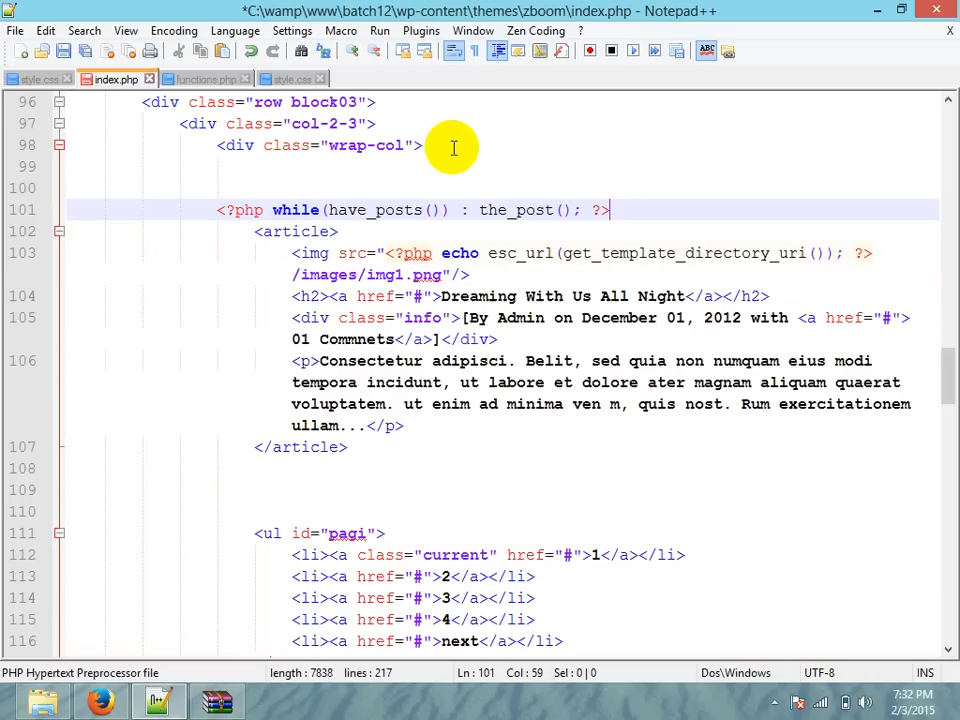 *C:\wamp\www\batch12\wp-content\themes\zboom\index.php - Notepad++
File Edit Search View Encoding Language Settings Macro Run Plugins Window Zen Coding ? X
style.css index.php functions.php style.css
96 <div class="row block03">
97 <div class="col-2-3">
98 <div class="wrap-col">
99
100
101 <?php while(have_posts()) : the_post(); ?>
102 <article>
103 <img src="<?php echo esc_url(get_template_directory_uri()); ?>
/images/img1.png"/>
104 <h2><a href="#">Dreaming With Us All Night</a></h2>
105 <div class="info">[By Admin on December 01, 2012 with <a href="#">
01 Commnets</a>]</div>
106 <p>Consectetur adipisci. Belit, sed quia non numquam eius modi
tempora incidunt, ut labore et dolore ater magnam aliquam quaerat
voluptatem. ut enim ad minima ven m, quis nost. Rum exercitationem
ullam...</p>
107 </article>
108
109
110
111 <ul id="pagi">
112 <li><a class="current" href="#">1</a></li>
113 <li><a href="#">2</a></li>
114 <li><a href="#">3</a></li>
115 <li><a href="#">4</a></li>
116 <li><a href="#">next</a></li>
PHP Hypertext Preprocessor file length : 7838 lines : 217 Ln : 101 Col : 59 Sel : 0 | 0 Dos\Windows UTF-8 INS
7:32 PM
2/3/2015